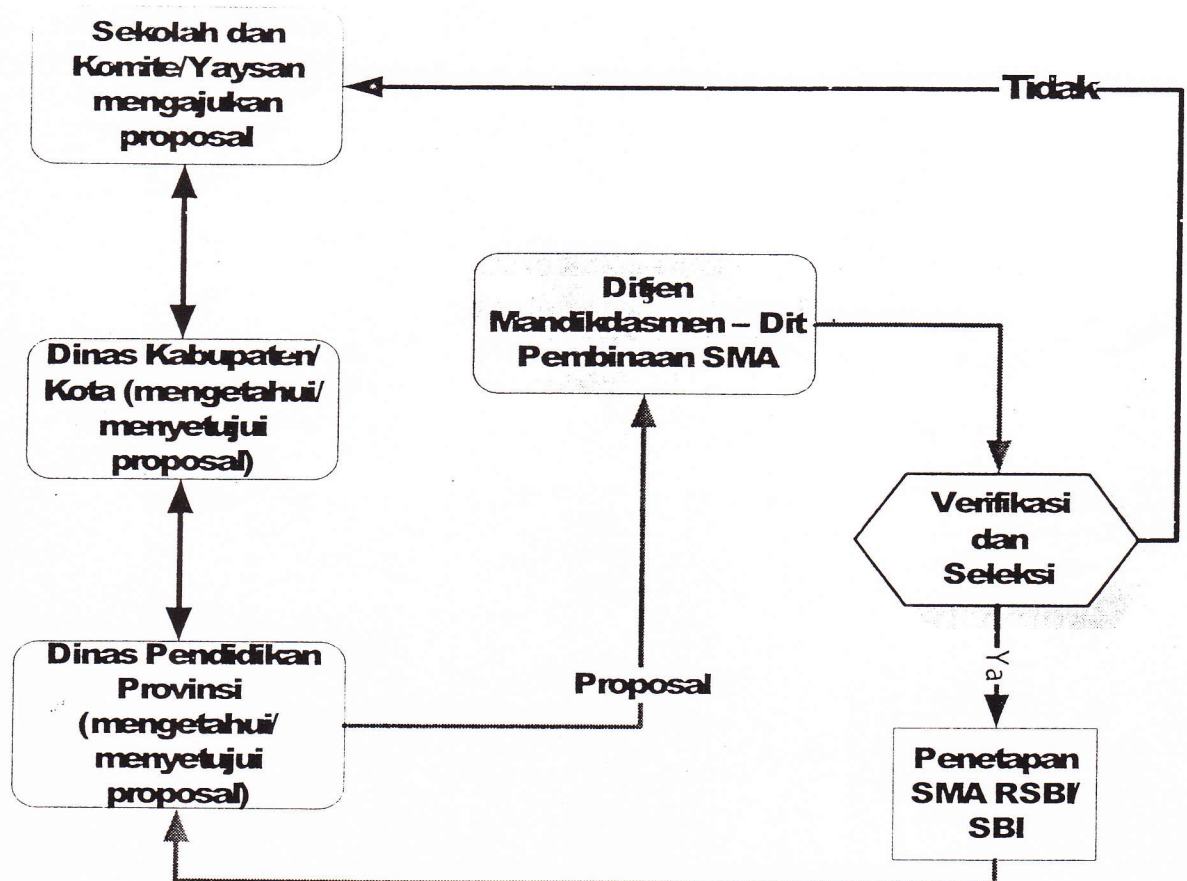 Sekolah dan
Komite/Yaysan
mengajukan
proposal
Tidak
Ditjen
Mandikdasmen – Dit
Pembinaan SMA
Dinas Kabupaten/
Kota (mengetahui/
menyetujui
proposal)
Verifikasi
dan
Seleksi
Dinas Pendidikan
Provinsi
(mengetahui/
menyetujui
proposal)
Proposal
Ya
Penetapan
SMA RSBI/
SBI